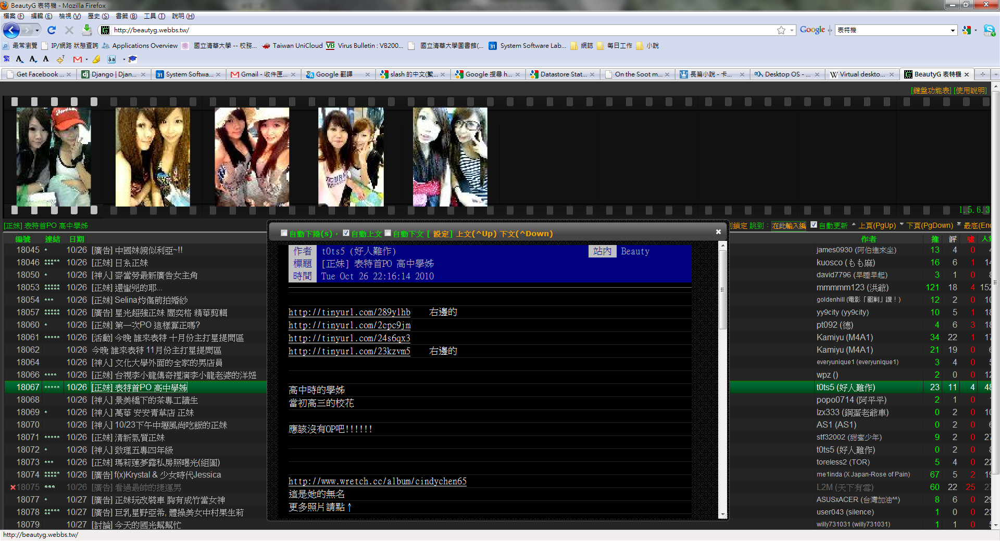 BeautyG 表特機 - Mozilla Firefox
檔案 (F) 編輯 (E) 檢視 (V) 歷史 (S) 書籤 (B) 工具 (T) 說明 (H)
http://beautyg.webbs.tw/
Google
表特機
最常瀏覽 IP/網路 狀態查詢 Applications Overview 國立清華大學 -- 校務... Taiwan UniCloud Virus Bulletin : VB200... 國立清華大學圖書館(... System Software Lab... 網誌 每日工作 小說
Get Facebook ... Django | Djan... System Softwa... Gmail - 收件匣... Google 翻譯 slash 的中文(繁... Google 搜尋 h... Datastore Stat... On the Soot m... 長篇小說 - 卡... Desktop OS - ... Virtual deskto... BeautyG 表特機
[鍵盤功能表] [使用說明]
1.5.6.3
[正妹] 表特首PO 高中學姊
鎖定 跳到: 在此輸入編 自動更新 上頁(PgUp) 下頁(PgDown) 最底(En
自動下捲(s), 自動上文 自動下文 [ 設定] 上文(^Up) 下文(^Down)
編號 連結 日期 作者 推 評 噓
18045 10/26 [廣告] 中國妹貌似利亞~!! james0930 (阿伯進來坐) 13 4 0
18046 10/26 [正妹] 日系正妹 kuosco (もも麻) 16 6 1
18050 10/26 [神人] 麥當勞最新廣告女主角 david7796 (早睡早起) 3 1 0
18053 10/26 [正妹] 還蠻兇的耶... mmmmm123 (洪爺) 121 18 4
18054 10/26 [正妹] Selina灼傷前拍婚紗 goldenhill (電影「圍剿」讚！) 12 2 0
18057 10/26 [廣告] 星光超強正妹 閻奕格 精華剪輯 yy9city (yy9city) 10 5 1
18060 10/26 [正妹] 第一次PO 這樣算正嗎? pt092 (德) 4 6 3
18061 10/26 [活動] 今晚 誰來表特 十月份主打星提問區 Kamiyu (M4A1) 34 22 1
18062 10/26 今晚 誰來表特 11月份主打星提問區 Kamiyu (M4A1) 21 19 0
18064 10/26 [神人] 文化大學外面的全家的男店員 everyunique1 (everyunique1) 3 4 0
18066 10/26 [正妹] 台視李小龍傳奇裡演李小龍老婆的洋妞 wpz () 2 0 0
18067 10/26 [正妹] 表特首PO 高中學姊 t0ts5 (好人難作) 23 11 4
18068 10/26 [神人] 景美橋下的茶專工讀生 popo0714 (阿平平) 2 1 0
18069 10/26 [神人] 萬華 安安青草店 正妹 lzx333 (鋼蛋老爺車) 0 2 0
18070 10/26 [神人] 10/23下午中壢風尚吃飯的正妹 AS1 (AS1) 0 2 0
18071 10/26 [正妹] 清新氣質正妹 stf32002 (甜蜜少年) 9 2 0
18072 10/26 [神人] 致理五專四年級 t0ts5 (好人難作) 0 2 0
18073 10/26 [正妹] 瑪莉蓮夢露私房照曝光(組圖) toreless2 (TOR) 5 4 0
18074 10/26 [廣告] f(x)Krystal & 少女時代Jessica me1inda (X Japan-Rose of Pain) 67 5 2
18075 10/26 [廣告] 看過最帥的捷運男 L2M (天下有雪) 60 22 25
18077 10/27 [廣告] 正妹玩改裝車 胸有成竹當女神 ASUSxACER (台灣加油^^) 8 6 0
18078 10/27 [廣告] 巨乳星野亞希, 體操美女中村果生莉 user043 (silence) 1 0 0
18079 10/27 [討論] 今天的國光幫幫忙 willy731031 (willy731031) 1 1 0
作者 t0ts5 (好人難作) 站內 Beauty
標題 [正妹] 表特首PO 高中學姊
時間 Tue Oct 26 22:16:14 2010
http://tinyurl.com/289ylhb 右邊的
http://tinyurl.com/2cpc9jm
http://tinyurl.com/24s6qx3
http://tinyurl.com/23kzvm5 右邊的
高中時的學姊
當初高三的校花
應該沒有OP吧!!!!!!
http://www.wretch.cc/album/cindychen65
這是她的無名
更多照片請點↑
http://beautyg.webbs.tw/